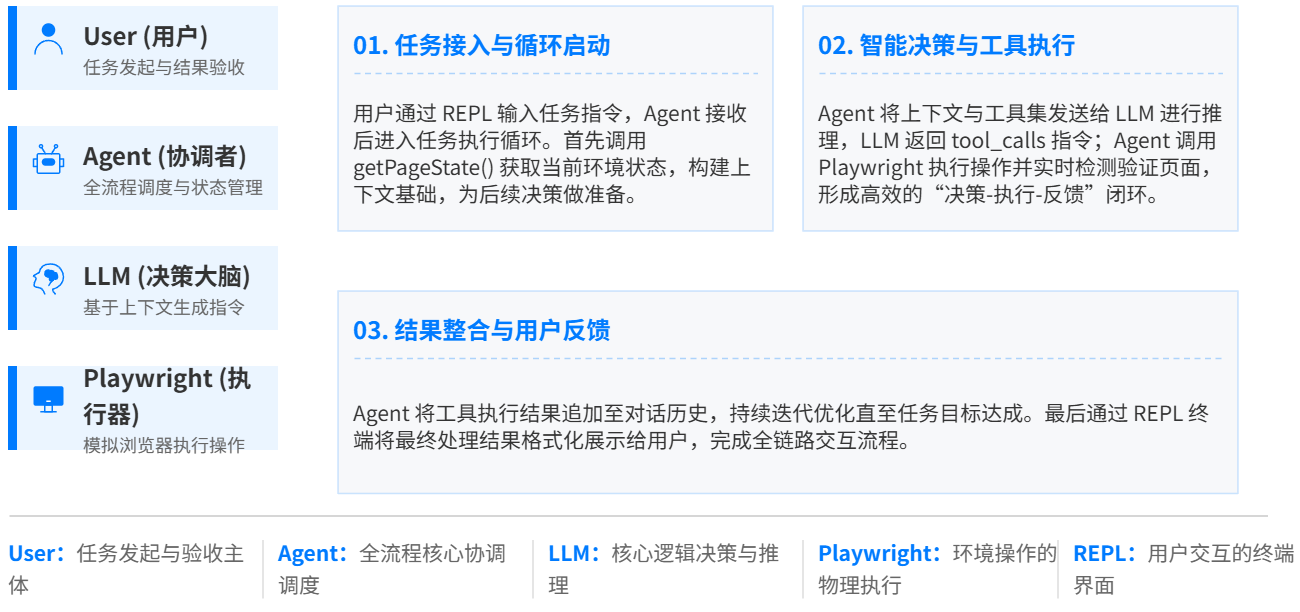 User (用户)
任务发起与结果验收
Agent (协调者)
全流程调度与状态管理
LLM (决策大脑)
基于上下文生成指令
Playwright (执
行器)
模拟浏览器执行操作
01. 任务接入与循环启动
用户通过 REPL 输入任务指令，Agent 接收
后进入任务执行循环。首先调用
getPageState() 获取当前环境状态，构建上
下文基础，为后续决策做准备。
02. 智能决策与工具执行
Agent 将上下文与工具集发送给 LLM 进行推
理，LLM 返回 tool_calls 指令；Agent 调用
Playwright 执行操作并实时检测验证页面，
形成高效的“决策-执行-反馈”闭环。
03. 结果整合与用户反馈
Agent 将工具执行结果追加至对话历史，持续迭代优化直至任务目标达成。最后通过 REPL 终
端将最终处理结果格式化展示给用户，完成全链路交互流程。
User：任务发起与验收主
体
Agent：全流程核心协调
调度
LLM：核心逻辑决策与推
理
Playwright：环境操作的
物理执行
REPL：用户交互的终端
界面